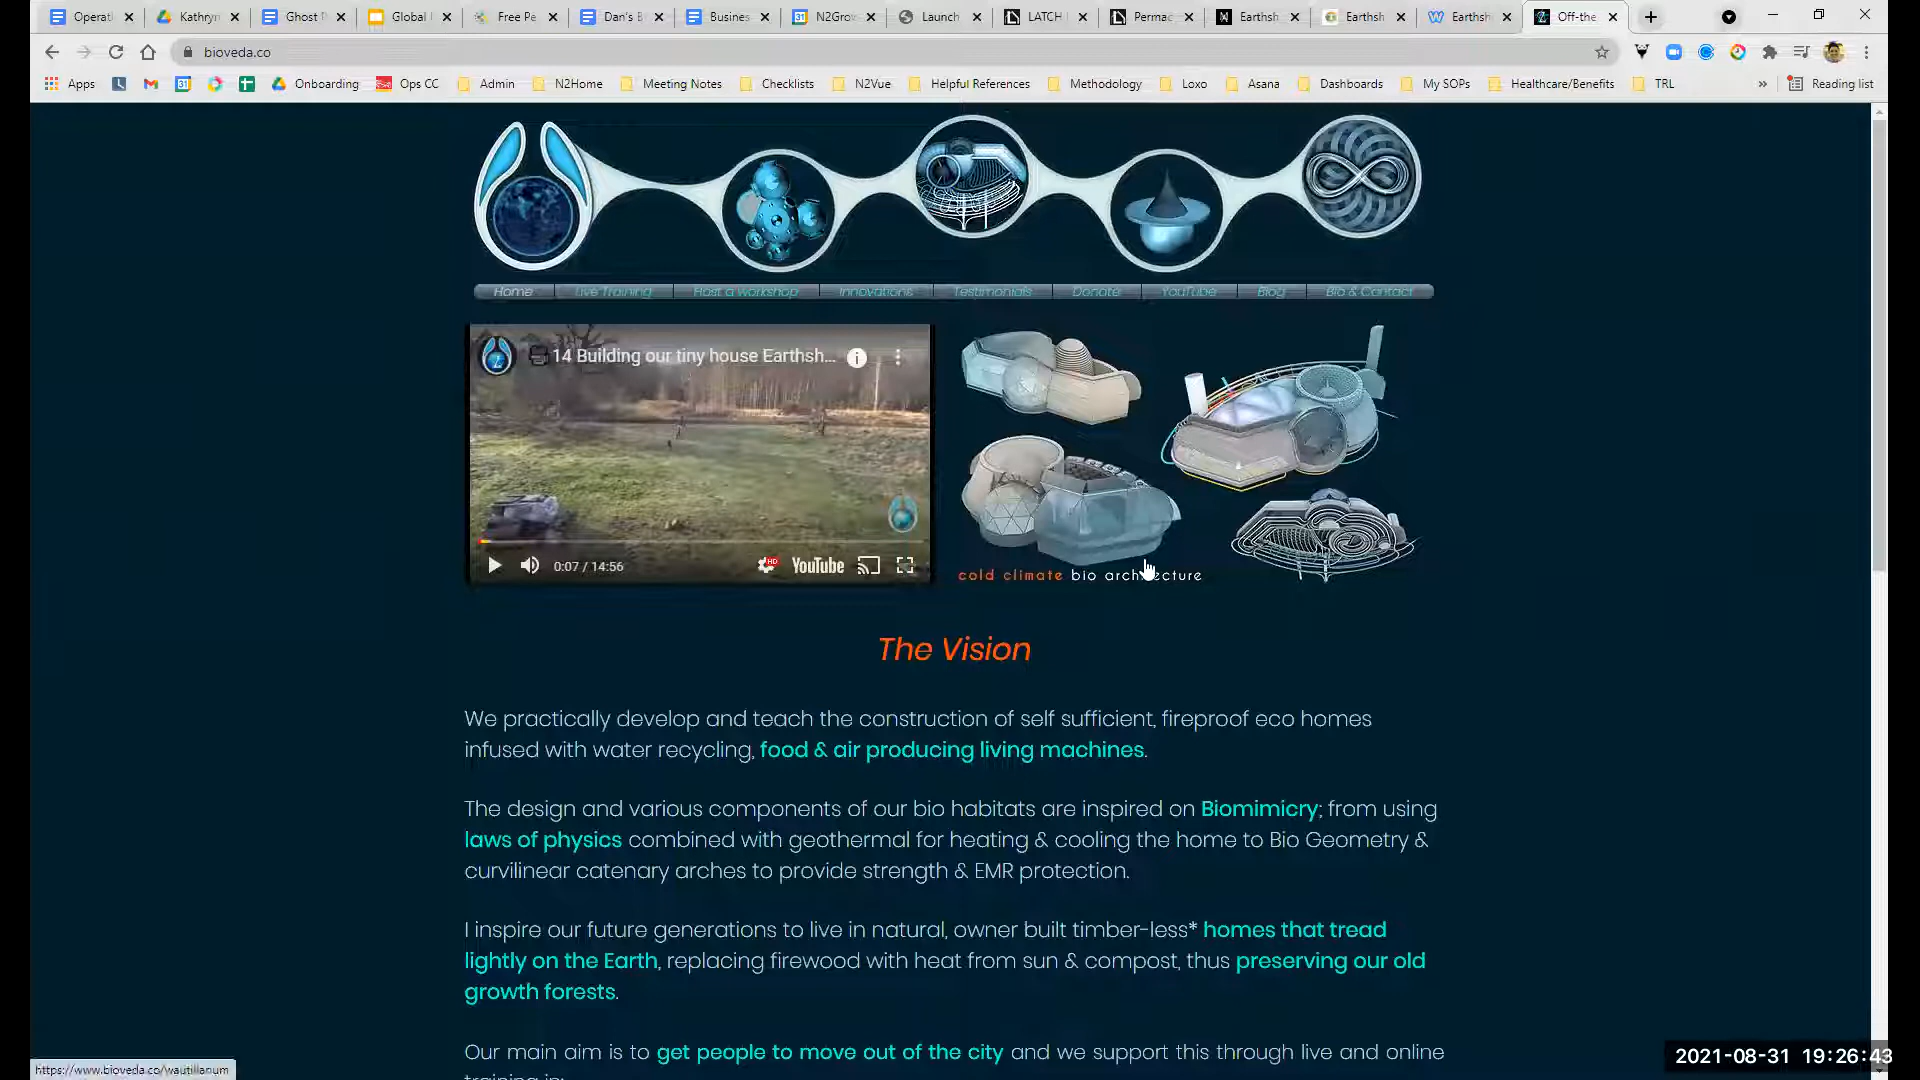 Operati Kathryn Ghost Global Free Pe Dan's B Busines N2Grov Launch LATCH Permac Earthsh Earthsh Earthsh Off-the
bioveda.co
Apps Onboarding Ops CC Admin N2Home Meeting Notes Checklists N2Vue Helpful References Methodology Loxo Asana Dashboards My SOPs Healthcare/Benefits TRL » Reading list
Home Live Training Host a Workshop Innovations Testimonials Donate YouTube Blog Bio & Contact
14 Building our tiny house Earthsh...
0:07 / 14:56 HD YouTube
cold climate bio architecture
The Vision
We practically develop and teach the construction of self sufficient, fireproof eco homes
infused with water recycling, food & air producing living machines.
The design and various components of our bio habitats are inspired on Biomimicry; from using
laws of physics combined with geothermal for heating & cooling the home to Bio Geometry &
curvilinear catenary arches to provide strength & EMR protection.
I inspire our future generations to live in natural, owner built timber-less* homes that tread
lightly on the Earth, replacing firewood with heat from sun & compost, thus preserving our old
growth forests.
Our main aim is to get people to move out of the city and we support this through live and online
training in:
https://www.bioveda.co/wautillanum
2021-08-31 19:26:43